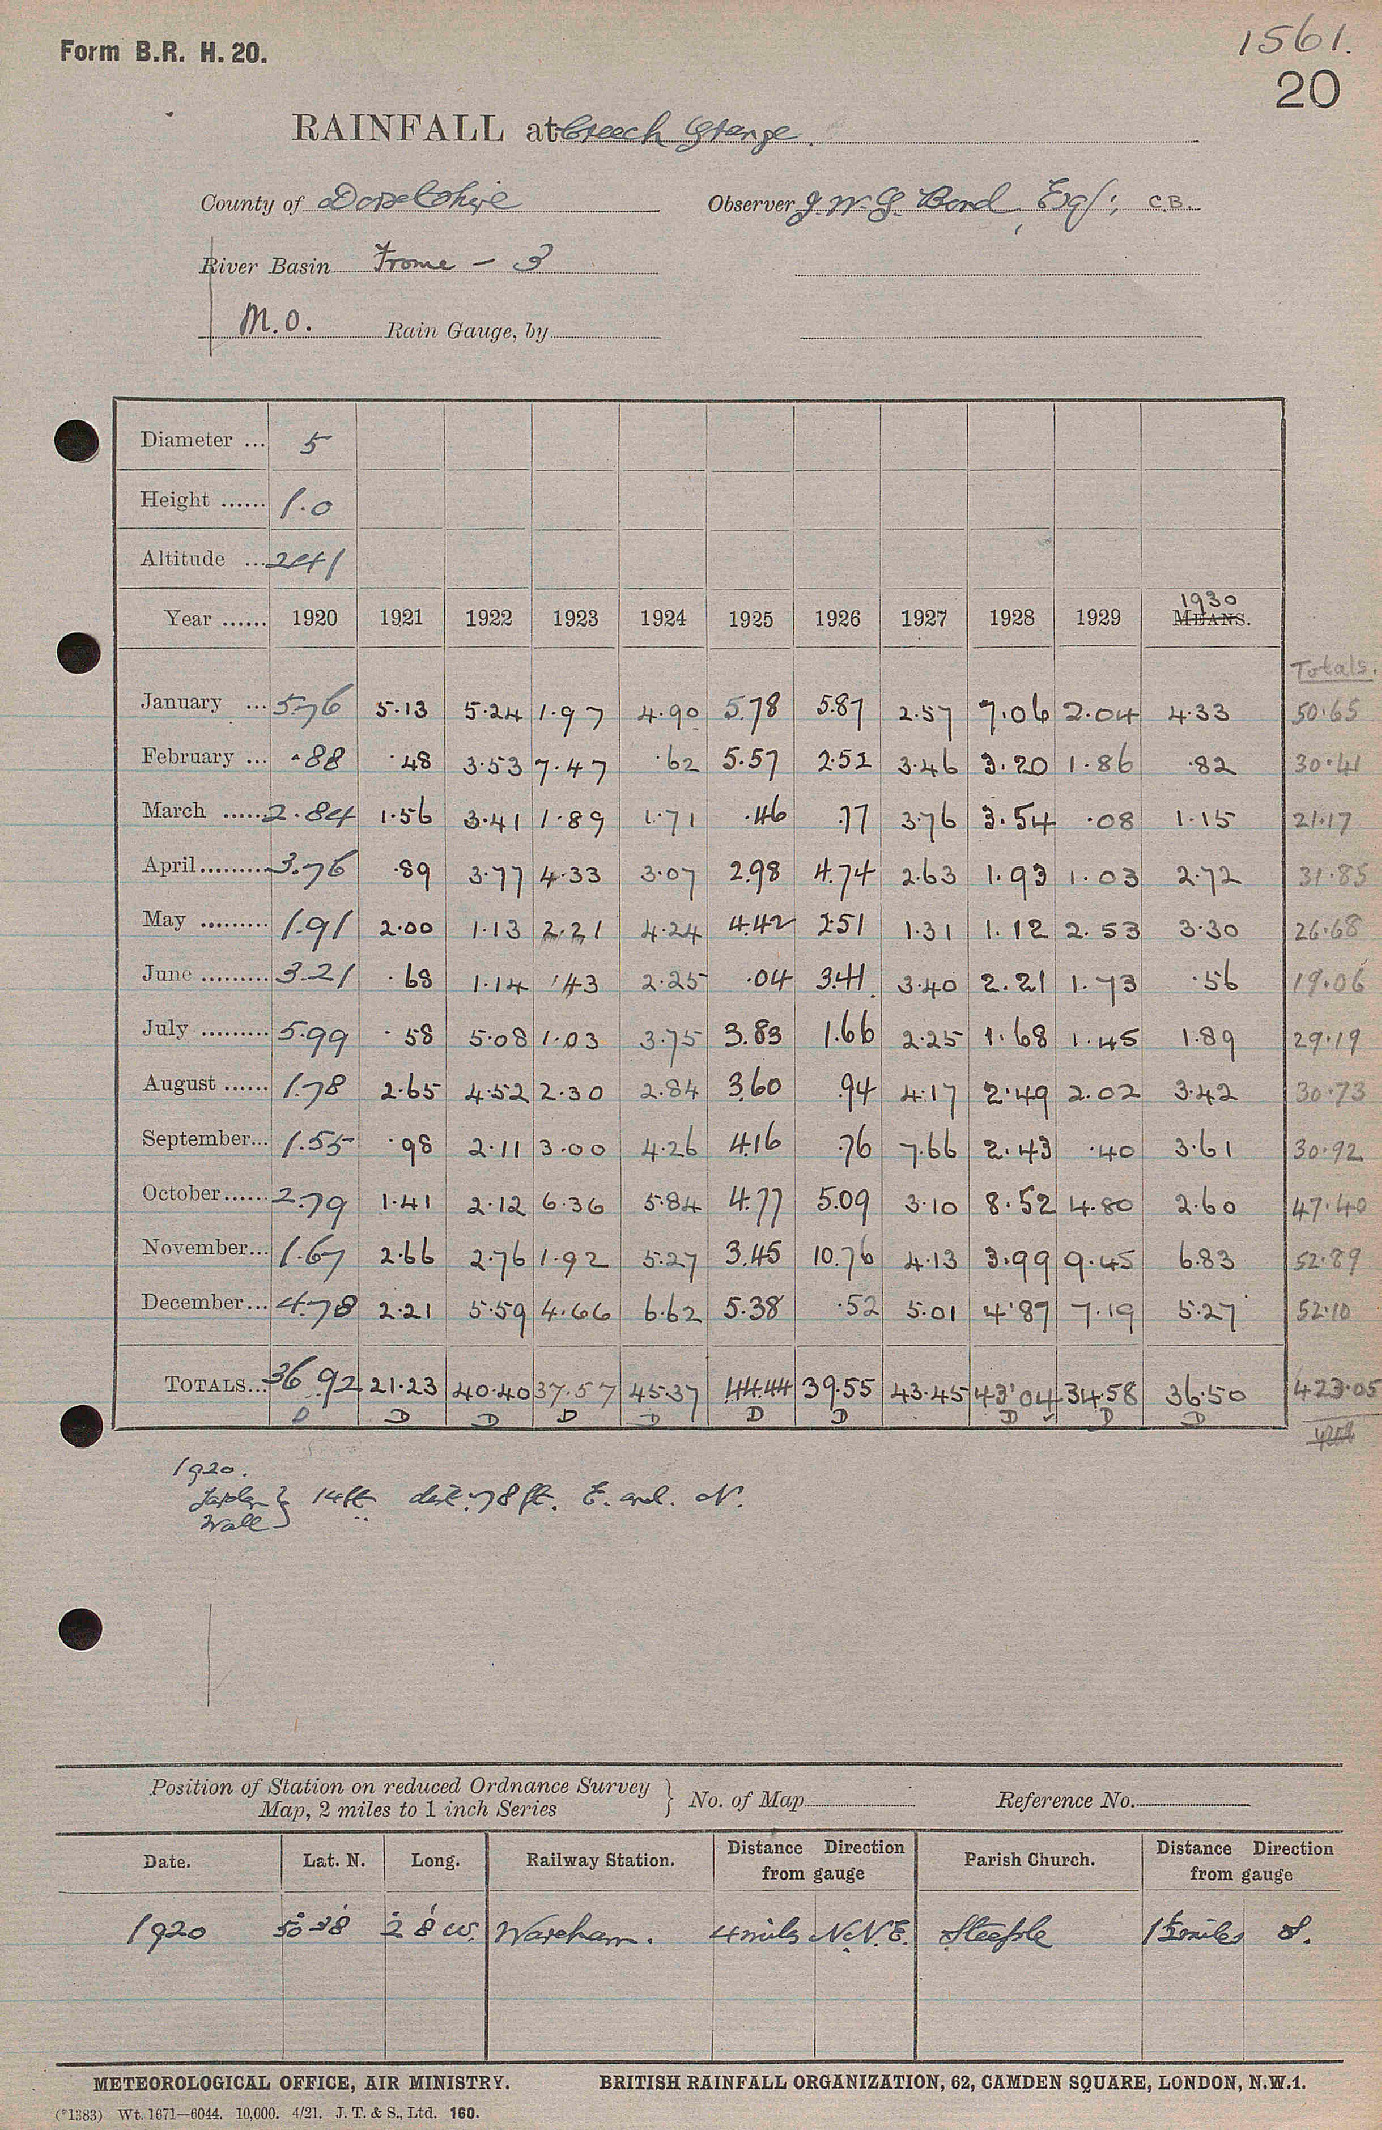 Form B.R. H. 20.
1561.
20
RAINFALL at Creech Grange.
County of Dorsetshire Observer J. W. G. Bond, Esq; C.B.
River Basin Frome - 3
M.O. Rain Gauge, by
Diameter ... 5
Height ...... 1.0
Altitude ... 241
Year ...... 1920 1921 1922 1923 1924 1925 1926 1927 1928 1929 1930 MEANS.
Totals.
January ... 5.76 5.13 5.24 1.97 4.90 5.78 5.87 2.57 7.06 2.04 4.33 50.65
February ... .88 .48 3.53 7.47 .62 5.57 2.52 3.46 3.20 1.86 .82 30.41
March ...... 2.84 1.56 3.41 1.89 1.71 .46 .77 3.76 3.54 .08 1.15 21.17
April ......... 3.76 .89 3.77 4.33 3.07 2.98 4.74 2.63 1.93 1.03 2.72 31.85
May ......... 1.91 2.00 1.13 2.21 4.24 4.42 2.51 1.31 1.12 2.53 3.30 26.68
June ......... 3.21 .68 1.14 .43 2.25 .04 3.41 3.40 2.21 1.73 .56 19.06
July ......... 5.99 .58 5.08 1.03 3.75 3.83 1.66 2.25 1.68 1.45 1.89 29.19
August ...... 1.78 2.65 4.52 2.30 2.84 3.60 .94 4.17 2.49 2.02 3.42 30.73
September... 1.55 .98 2.11 3.00 4.26 4.16 .76 7.66 2.43 .40 3.61 30.92
October...... 2.79 1.41 2.12 6.36 5.84 4.77 5.09 3.10 8.52 4.80 2.60 47.40
November... 1.67 2.66 2.76 1.92 5.27 3.45 10.76 4.13 3.99 9.45 6.83 52.89
December... 4.78 2.21 5.59 4.66 6.62 5.38 .52 5.01 4.87 7.19 5.27 52.10
TOTALS... 36.92 21.23 40.40 37.57 45.37 44.44 39.55 43.45 43.04 34.58 36.50 423.05
D D D D D D D D D D
1920.
Wall } 14ft dist. 78 ft. E. and. N.
Position of Station on reduced Ordnance Survey Map, 2 miles to 1 inch Series } No. of Map Reference No.
Date. Lat. N. Long. Railway Station. Distance Direction from gauge Parish Church. Distance Direction from gauge
1920 50° 38' 2° 8' W. Wareham. 4 miles N.N.E. Steeple 1½ miles S.
METEOROLOGICAL OFFICE, AIR MINISTRY. BRITISH RAINFALL ORGANIZATION, 62, CAMDEN SQUARE, LONDON, N.W.1.
(*1383) Wt. 1671—6044. 10,000. 4/21. J. T. & S., Ltd. 160.